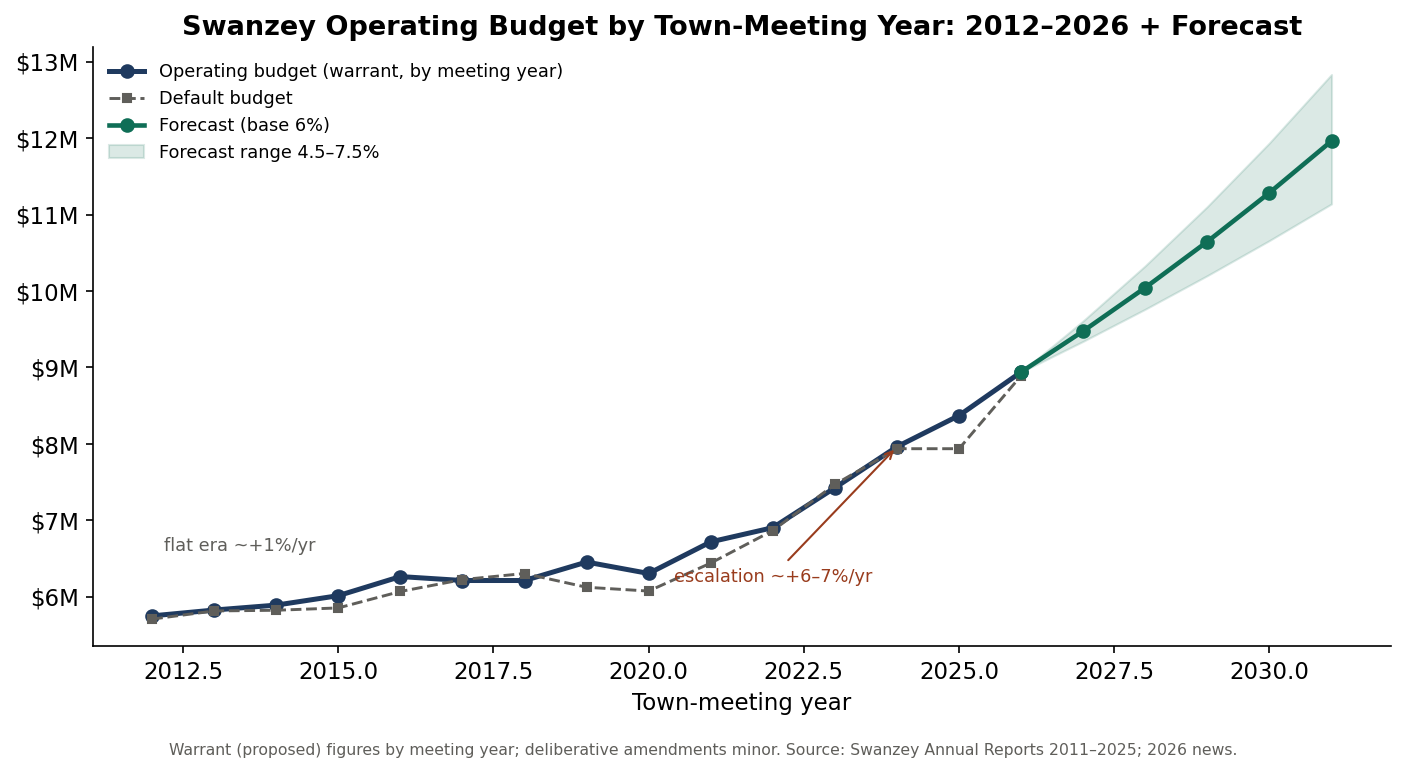 Swanzey Operating Budget by Town-Meeting Year: 2012–2026 + Forecast
$13M
$12M
$11M
$10M
$9M
$8M
$7M
$6M
Operating budget (warrant, by meeting year)
Default budget
Forecast (base 6%)
Forecast range 4.5–7.5%
flat era ~+1%/yr
escalation ~+6–7%/yr
2012.5 2015.0 2017.5 2020.0 2022.5 2025.0 2027.5 2030.0
Town-meeting year
Warrant (proposed) figures by meeting year; deliberative amendments minor. Source: Swanzey Annual Reports 2011–2025; 2026 news.